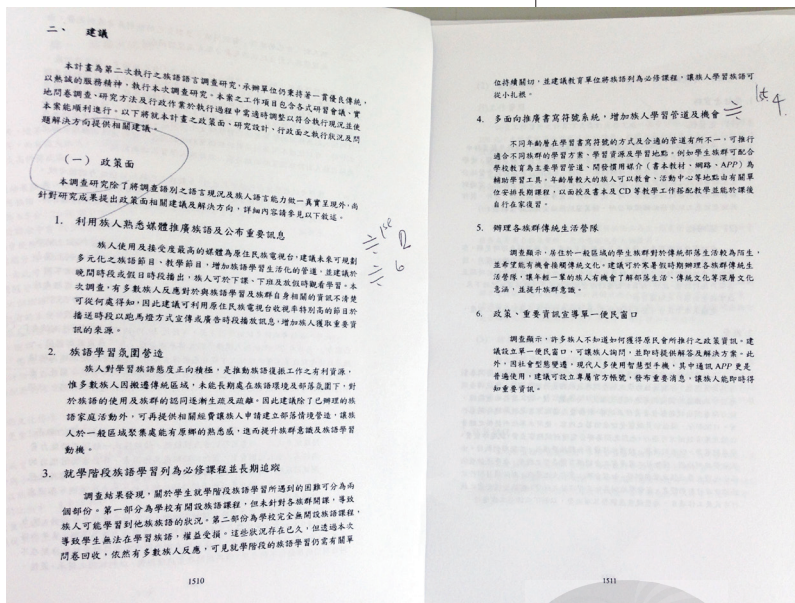 二、 建議
本計畫為第二次執行之族語語言調查研究,承辦單位仍秉持著一貫優良傳統,
以熱誠的服務精神,執行本次調查研究。本案之工作項目包含各式研習會議、實
地問卷調查、研究方法及行政作業於執行過程中需適時調整以符合執行現況並使
本案能順利進行。以下將就本計畫之政策面、研究設計、行政面之執行狀況及問
題解決方向提供相關建議。
(一) 政策面
本調查研究除了將調查語別之語言現況及族人語言能力做一真實呈現外,尚
針對研究成果提出政策面相關建議及解決方向,詳細內容請參見以下敘述。
1. 利用族人熟悉媒體推廣族語及公布重要訊息
族人使用及接受度最高的媒體為原住民族電視台,建議未來可規劃
多元化之族語節目、教學節目,增加族語學習生活化的管道,並建議於
晚間時段或假日時段播出,族人可於下課、下班及放假時觀看學習。本
次調查,有多數族人反應對於與族語學習及族群自身相關的資訊不清楚
可從何處得知,因此建議可利用原住民族電視台收視率特別高的節目於
播送時段以跑馬燈方式宣傳或廣告時段播放訊息,增加族人獲取重要資
訊的來源。
2. 族語學習氛圍營造
族人對學習族語態度正向積極,是推動族語復振工作之有利資源,
惟多數族人因搬遷傳統區域,未能長期處在族語環境及部落氛圍下,對
於族語的使用及族群的認同逐漸生疏及疏離。因此建議除了已辦理的族
語家庭活動外,可再提供相關經費讓族人申請建立部落情境營造,讓族
人於一般區域聚集處能有原鄉的熟悉感,進而提升族群意識及族語學習
動機。
3. 就學階段族語學習列為必修課程並長期追蹤
調查結果發現,關於學生就學階段族語學習所遇到的困難可分為兩
個部份。第一部分為學校有開設族語課程,但未針對各族群開課,導致
族人可能學習到他族族語的狀況。第二部份為學校完全無開設族語課程,
導致學生無法在學習族語,權益受損。這些狀況存在已久,但透過本次
問卷回收,依然有多數族人反應,可見就學階段的族語學習仍需有關單
1510
位持續關切,並建議教育單位將族語列為必修課程,讓族人學習族語可
從小扎根。
4. 多面向推廣書寫符號系統,增加族人學習管道及機會
1st 4.
不同年齡層在學習書寫符號的方式及合適的管道有所不一,可推行
適合不同族群的學習方案、學習資源及學習地點。例如學生族群可配合
學校教育為主要學習管道、開發慣用媒介(書本教材、網路、APP)為
輔助學習工具,年齡層較大的族人可以教會、活動中心等地點由有關單
位安排長期課程,以面授及書本及 CD 等教學工作搭配教學並能於課後
自行在家復習。
5. 辦理各族群傳統生活營隊
調查顯示,居住於一般區域的學生族群對於傳統部落生活較為陌生,
並希望能有機會接觸傳統文化。建議可於寒暑假時期辦理各族群傳統生
活營隊,讓年輕一輩的族人有機會了解部落生活、傳統文化等深層文化
意涵,並提升族群意識。
6. 政策、重要資訊宣導單一便民窗口
調查顯示,許多族人不知道如何獲得原民會所推行之政策資訊。建
議設立單一便民窗口,可讓族人詢問,並即時提供解答及解決方案。此
外,因社會型態變遷,現代人多使用智慧型手機,其中通訊 APP 更是
普遍使用,建議可設立專屬官方帳號,發布重要消息,讓族人能即時得
知重要資訊。
1511